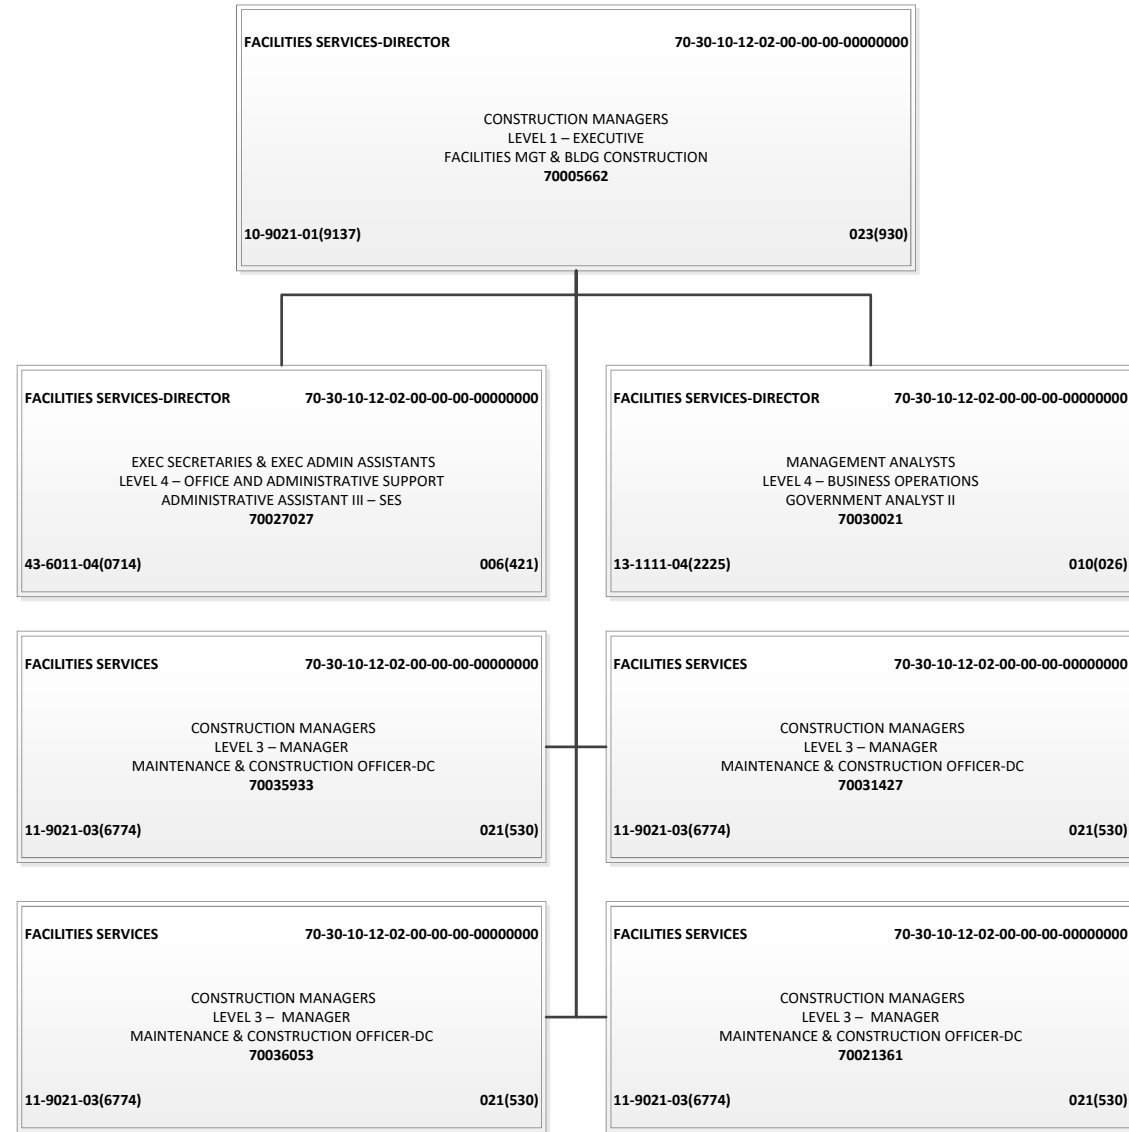 FACILITIES SERVICES-DIRECTOR 70-30-10-12-02-00-00-00-00000000
CONSTRUCTION MANAGERS
LEVEL 1 – EXECUTIVE
FACILITIES MGT & BLDG CONSTRUCTION
70005662
10-9021-01(9137) 023(930)
FACILITIES SERVICES-DIRECTOR 70-30-10-12-02-00-00-00-00000000
EXEC SECRETARIES & EXEC ADMIN ASSISTANTS
LEVEL 4 – OFFICE AND ADMINISTRATIVE SUPPORT
ADMINISTRATIVE ASSISTANT III – SES
70027027
43-6011-04(0714) 006(421)
FACILITIES SERVICES-DIRECTOR 70-30-10-12-02-00-00-00-00000000
MANAGEMENT ANALYSTS
LEVEL 4 – BUSINESS OPERATIONS
GOVERNMENT ANALYST II
70030021
13-1111-04(2225) 010(026)
FACILITIES SERVICES 70-30-10-12-02-00-00-00-00000000
CONSTRUCTION MANAGERS
LEVEL 3 – MANAGER
MAINTENANCE & CONSTRUCTION OFFICER-DC
70035933
11-9021-03(6774) 021(530)
FACILITIES SERVICES 70-30-10-12-02-00-00-00-00000000
CONSTRUCTION MANAGERS
LEVEL 3 – MANAGER
MAINTENANCE & CONSTRUCTION OFFICER-DC
70031427
11-9021-03(6774) 021(530)
FACILITIES SERVICES 70-30-10-12-02-00-00-00-00000000
CONSTRUCTION MANAGERS
LEVEL 3 – MANAGER
MAINTENANCE & CONSTRUCTION OFFICER-DC
70036053
11-9021-03(6774) 021(530)
FACILITIES SERVICES 70-30-10-12-02-00-00-00-00000000
CONSTRUCTION MANAGERS
LEVEL 3 – MANAGER
MAINTENANCE & CONSTRUCTION OFFICER-DC
70021361
11-9021-03(6774) 021(530)